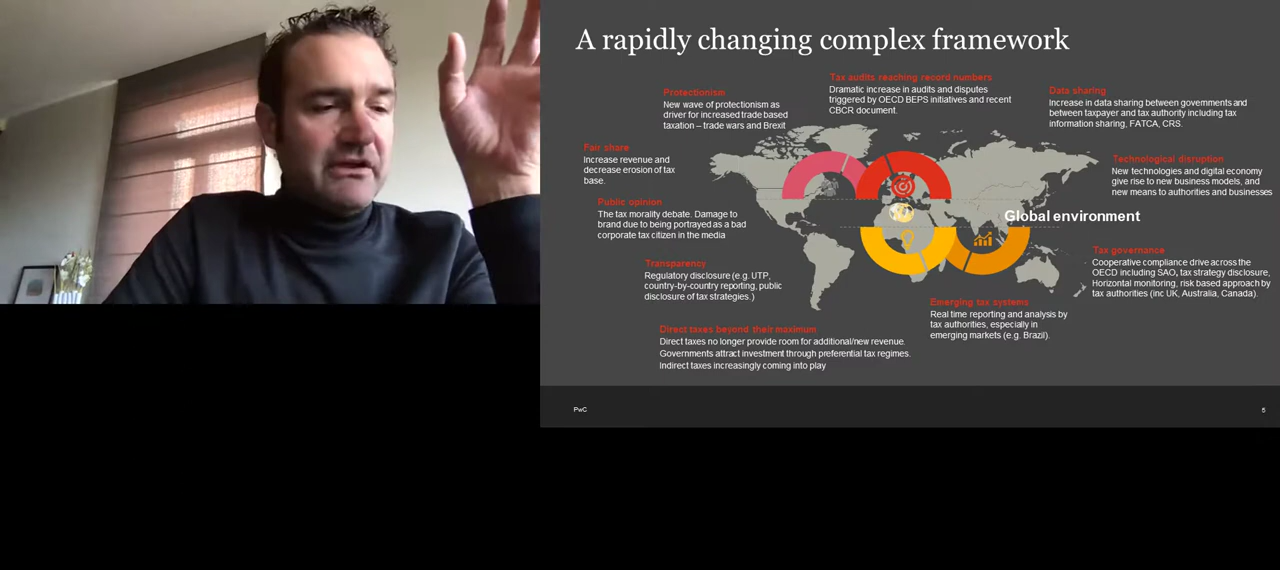 A rapidly changing complex framework
Tax audits reaching record numbers
Dramatic increase in audits and disputes
triggered by OECD BEPS initiatives and recent
CBCR document.
Protectionism
New wave of protectionism as
driver for increased trade based
taxation – trade wars and Brexit
Data sharing
Increase in data sharing between governments and
between taxpayer and tax authority including tax
information sharing, FATCA, CRS.
Fair share
Increase revenue and
decrease erosion of tax
base.
Technological disruption
New technologies and digital economy
give rise to new business models, and
new means to authorities and businesses
Public opinion
The tax morality debate. Damage to
brand due to being portrayed as a bad
corporate tax citizen in the media
Global environment
Tax governance
Cooperative compliance drive across the
OECD including SAO, tax strategy disclosure,
Horizontal monitoring, risk based approach by
tax authorities (inc UK, Australia, Canada).
Transparency
Regulatory disclosure (e.g. UTP,
country-by-country reporting, public
disclosure of tax strategies.)
Emerging tax systems
Real time reporting and analysis by
tax authorities, especially in
emerging markets (e.g. Brazil).
Direct taxes beyond their maximum
Direct taxes no longer provide room for additional/new revenue.
Governments attract investment through preferential tax regimes.
Indirect taxes increasingly coming into play
PwC
5